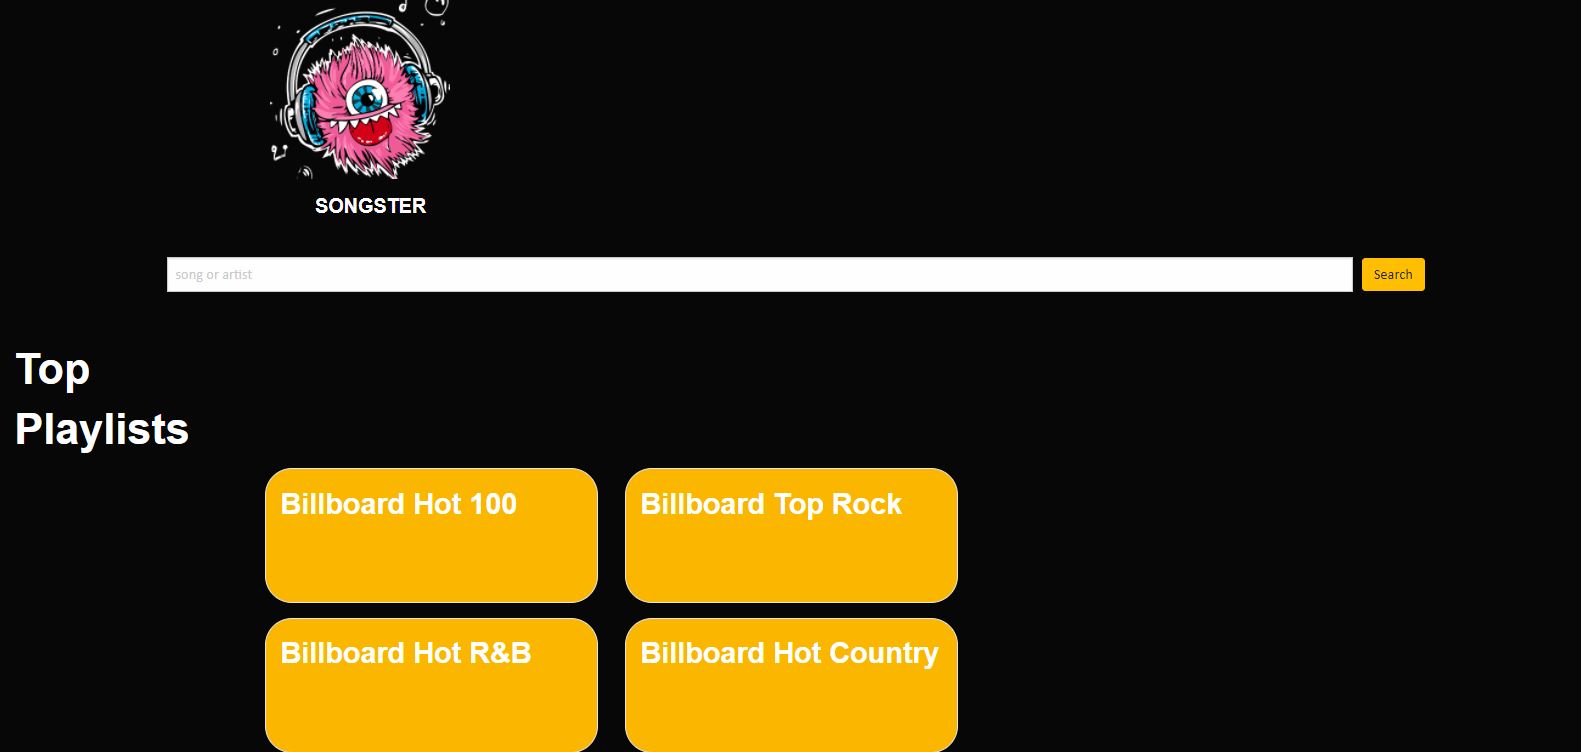 SONGSTER
song or artist
Search
Top
Playlists
Billboard Hot 100
Billboard Top Rock
Billboard Hot R&B
Billboard Hot Country